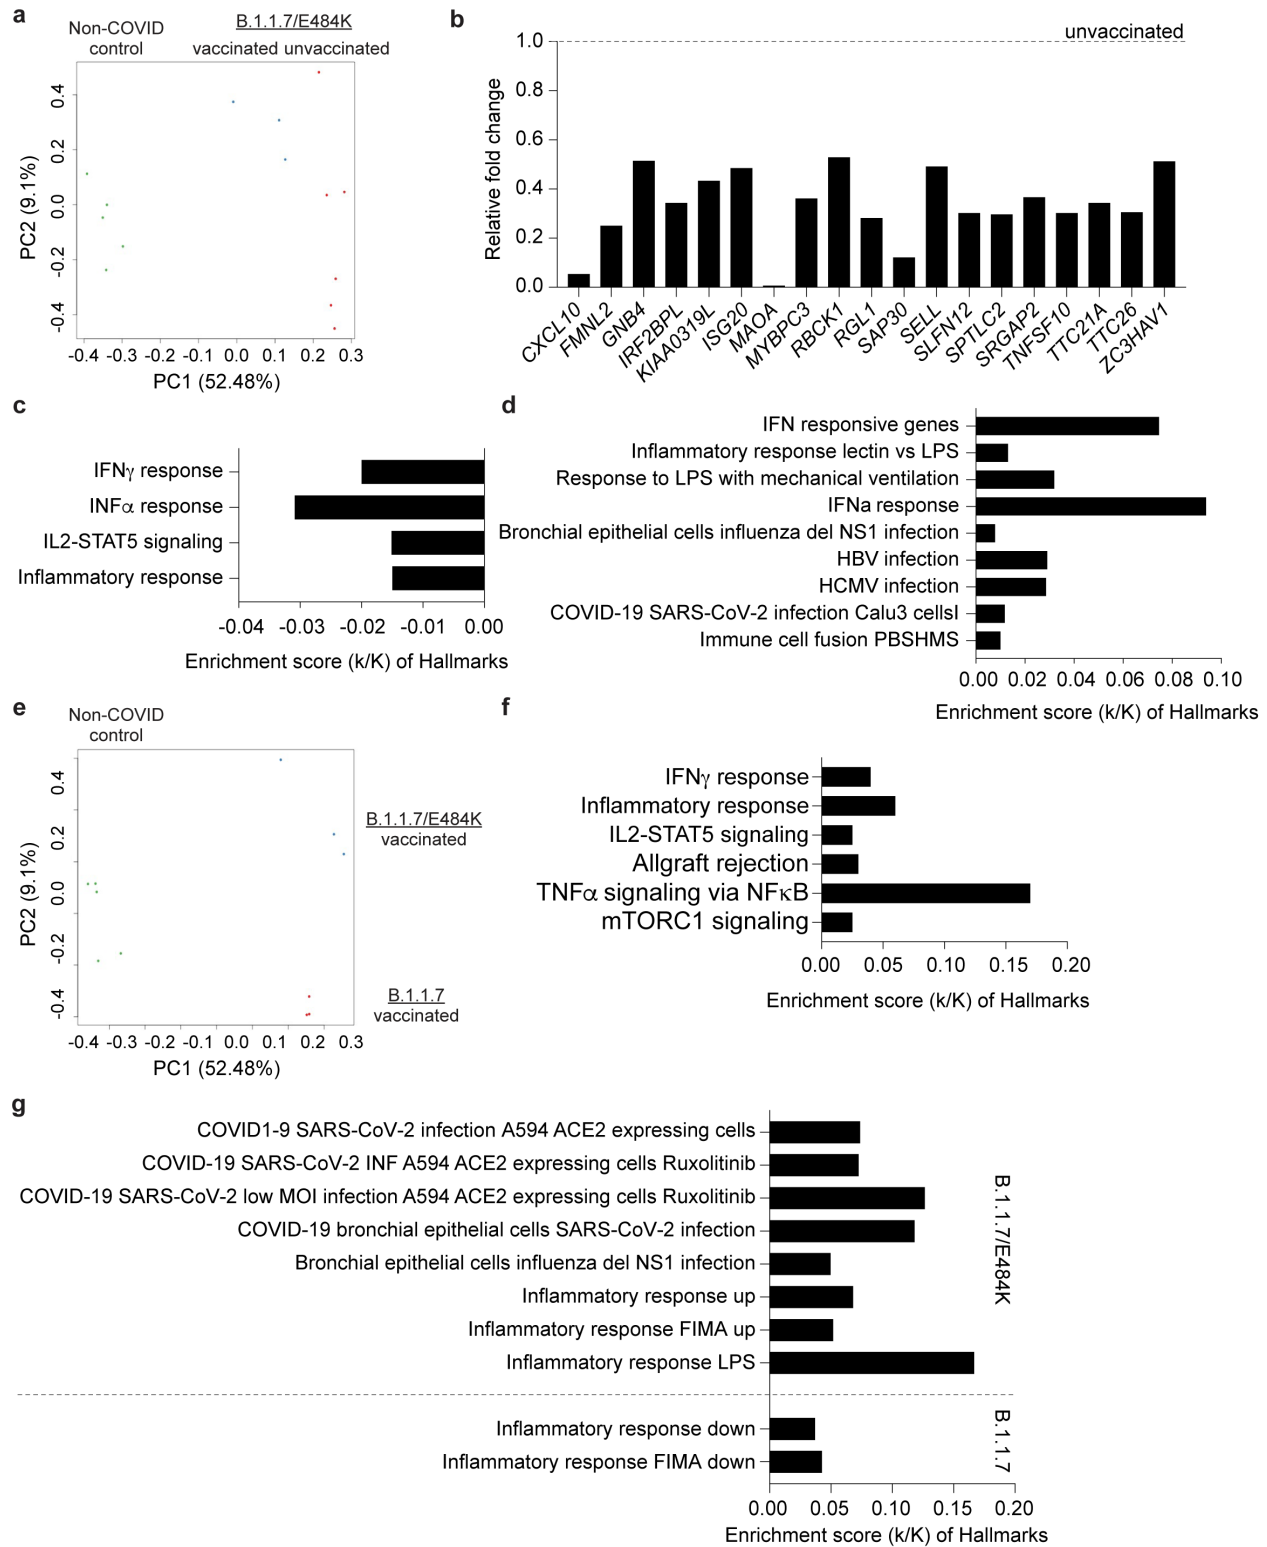 a
Non-COVID
control
B.1.1.7/E484K
vaccinated unvaccinated
PC2 (9.1%)
0.4
0.2
0.0
-0.2
-0.4
-0.4 -0.3 -0.2 -0.1 0.0 0.1 0.2 0.3
PC1 (52.48%)
b
unvaccinated
Relative fold change
1.0
0.8
0.6
0.4
0.2
0.0
CXCL10
FMNL2
GNB4
IRF2BPL
KIAA0319L
ISG20
MAOA
MYBPC3
RBCK1
RGL1
SAP30
SELL
SLFN12
SPTLC2
SRGAP2
TNFSF10
TTC21A
TTC26
ZC3HAV1
c
IFNγ response
INFα response
IL2-STAT5 signaling
Inflammatory response
-0.04 -0.03 -0.02 -0.01 0.00
Enrichment score (k/K) of Hallmarks
d
IFN responsive genes
Inflammatory response lectin vs LPS
Response to LPS with mechanical ventilation
IFNa response
Bronchial epithelial cells influenza del NS1 infection
HBV infection
HCMV infection
COVID-19 SARS-CoV-2 infection Calu3 cellsI
Immune cell fusion PBSHMS
0.00 0.02 0.04 0.06 0.08 0.10
Enrichment score (k/K) of Hallmarks
e
Non-COVID
control
B.1.1.7/E484K
vaccinated
B.1.1.7
vaccinated
PC2 (9.1%)
0.4
0.2
0.0
-0.2
-0.4
-0.4 -0.3 -0.2 -0.1 0.0 0.1 0.2 0.3
PC1 (52.48%)
f
IFNγ response
Inflammatory response
IL2-STAT5 signaling
Allgraft rejection
TNFα signaling via NFκB
mTORC1 signaling
0.00 0.05 0.10 0.15 0.20
Enrichment score (k/K) of Hallmarks
g
COVID1-9 SARS-CoV-2 infection A594 ACE2 expressing cells
COVID-19 SARS-CoV-2 INF A594 ACE2 expressing cells Ruxolitinib
COVID-19 SARS-CoV-2 low MOI infection A594 ACE2 expressing cells Ruxolitinib
COVID-19 bronchial epithelial cells SARS-CoV-2 infection
Bronchial epithelial cells influenza del NS1 infection
Inflammatory response up
Inflammatory response FIMA up
Inflammatory response LPS
B.1.1.7/E484K
Inflammatory response down
Inflammatory response FIMA down
B.1.1.7
0.00 0.05 0.10 0.15 0.20
Enrichment score (k/K) of Hallmarks